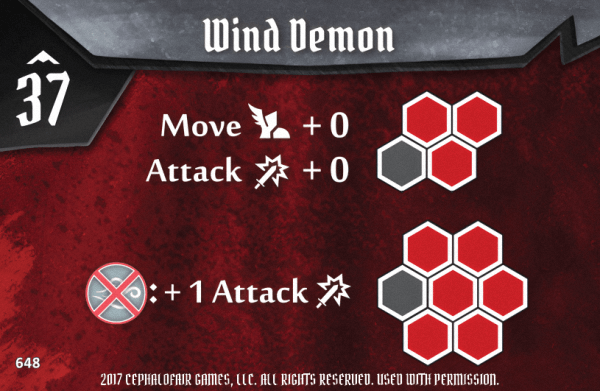 Wind Demon
37
Move + 0
Attack + 0
: + 1 Attack
648
2017 CEPHALOFAIR GAMES, LLC. ALL RIGHTS RESERVED. USED WITH PERMISSION.